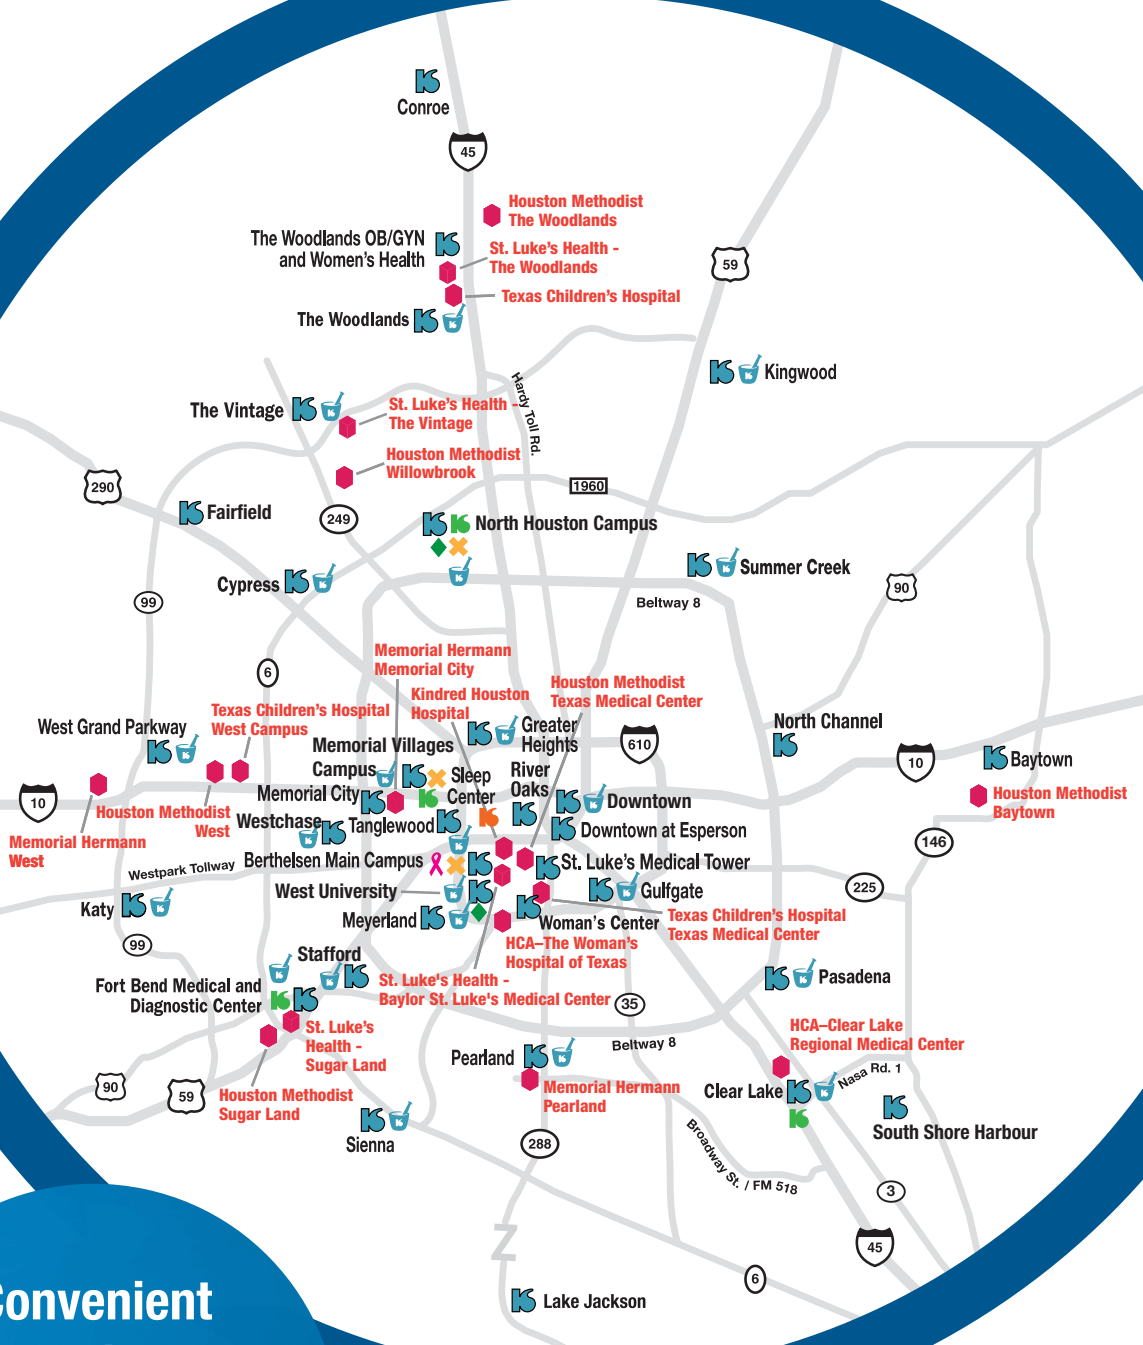 Conroe
45
Houston Methodist
The Woodlands
The Woodlands OB/GYN
and Women's Health
St. Luke's Health -
The Woodlands
59
Texas Children's Hospital
The Woodlands
Kingwood
Hardy Toll Rd.
The Vintage
St. Luke's Health -
The Vintage
Houston Methodist
Willowbrook
290
1960
Fairfield
249
North Houston Campus
Cypress
Summer Creek
90
99
Beltway 8
Memorial Hermann
Memorial City
6
Kindred Houston
Hospital
Houston Methodist
Texas Medical Center
Texas Children's Hospital
West Campus
West Grand Parkway
Greater
Heights
610
North Channel
Memorial Villages
Campus
Sleep
Center
River
Oaks
10
Baytown
10
Memorial City
Downtown
Houston Methodist
Baytown
Houston Methodist
West
Westchase
Tanglewood
Downtown at Esperson
Memorial Hermann
West
146
Westpark Tollway
Berthelsen Main Campus
St. Luke's Medical Tower
225
West University
Gulfgate
Katy
Meyerland
Woman's Center
Texas Children's Hospital
Texas Medical Center
99
HCA–The Woman's
Hospital of Texas
Stafford
Fort Bend Medical and
Diagnostic Center
St. Luke's Health -
Baylor St. Luke's Medical Center
35
Pasadena
St. Luke's
Health -
Sugar Land
HCA–Clear Lake
Regional Medical Center
Beltway 8
Pearland
Nasa Rd. 1
90
59
Houston Methodist
Sugar Land
Memorial Hermann
Pearland
Clear Lake
South Shore Harbour
Sienna
288
Broadway St. / FM 518
3
45
6
Lake Jackson
Convenient